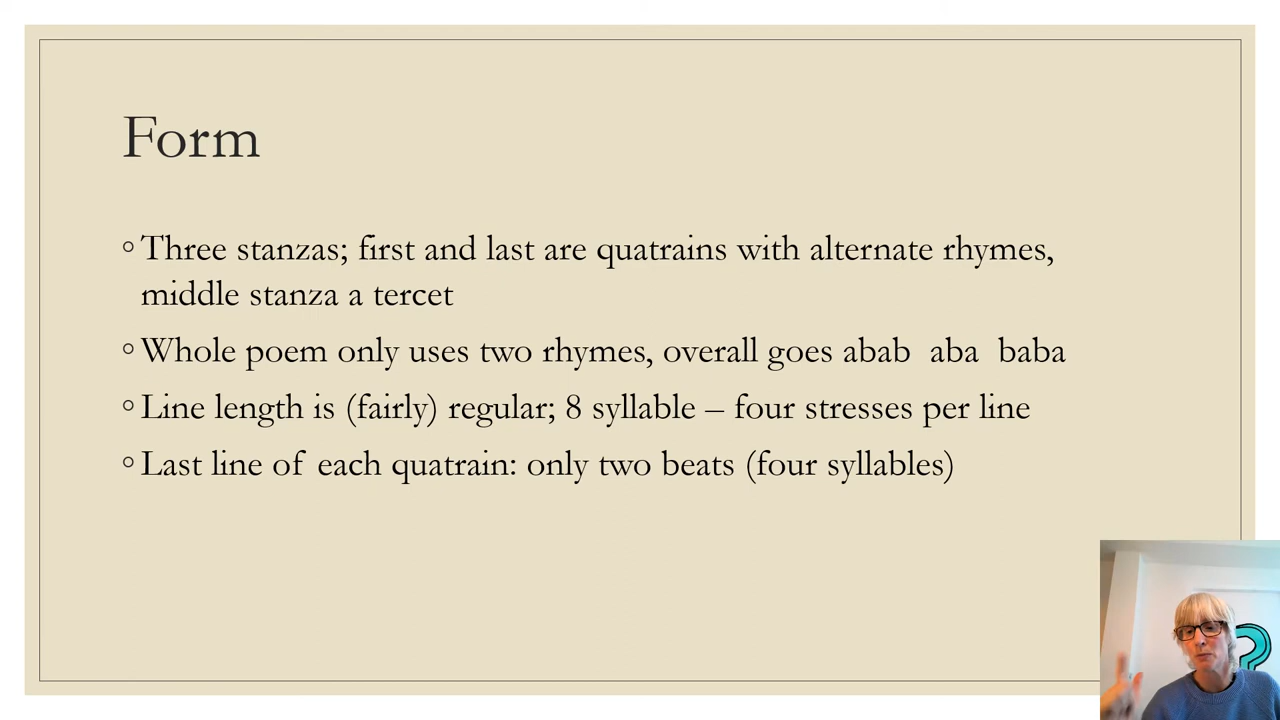 Form
◦Three stanzas; first and last are quatrains with alternate rhymes,
middle stanza a tercet
◦Whole poem only uses two rhymes, overall goes abab  aba  baba
◦Line length is (fairly) regular; 8 syllable – four stresses per line
◦Last line of each quatrain: only two beats (four syllables)
?